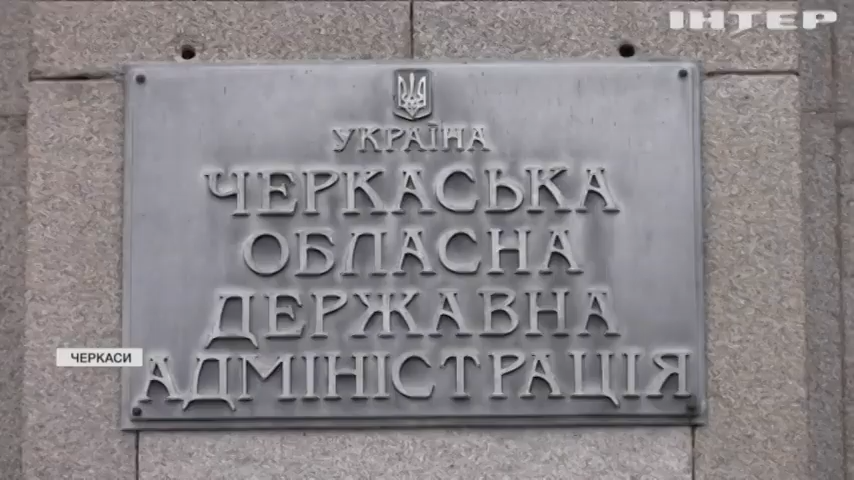 ІНТЕР
УКРАЇНА
ЧЕРКАСЬКА
ОБЛАСНА
ДЕРЖАВНА
АДМІНІСТРАЦІЯ
ЧЕРКАСИ